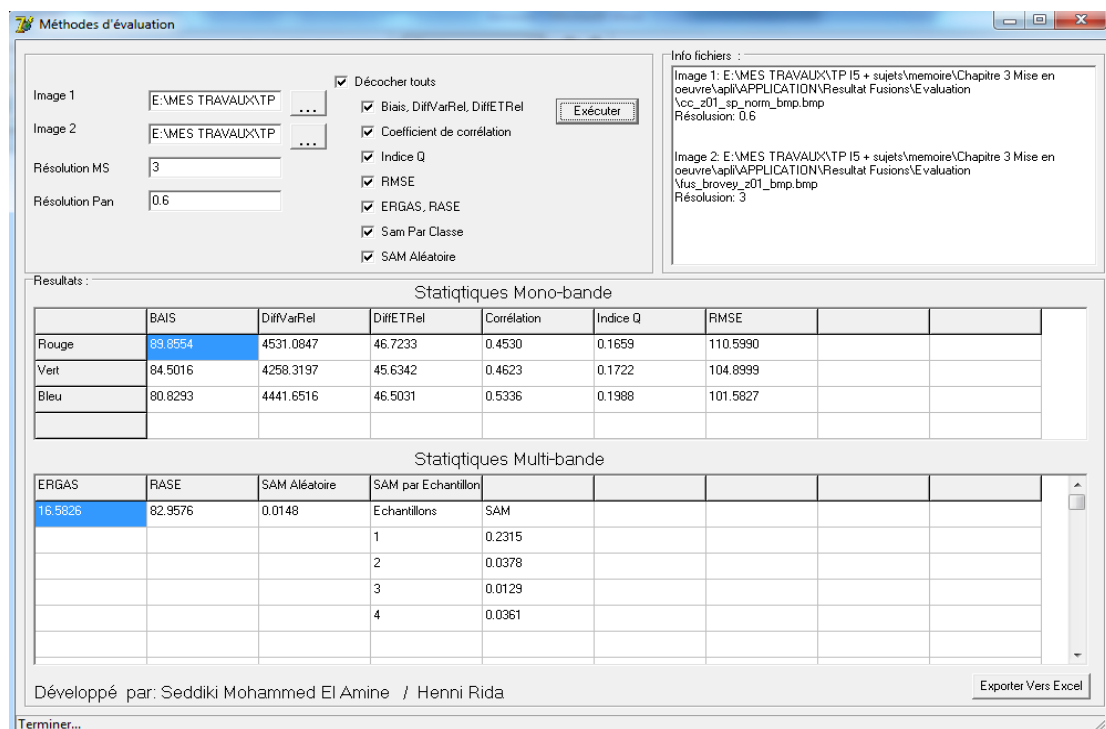 Méthodes d'évaluation
Image 1
E:\MES TRAVAUX\TP
...
Image 2
E:\MES TRAVAUX\TP
...
Résolution MS
3
Résolution Pan
0.6
Décocher touts
Biais, DiffVarRel, DiffETRel
Coefficient de corrélation
Indice Q
RMSE
ERGAS, RASE
Sam Par Classe
SAM Aléatoire
Exécuter
Info fichiers :
Image 1: E:\MES TRAVAUX\TP I5 + sujets\memoire\Chapitre 3 Mise en
oeuvre\apli\APPLICATION\Resultat Fusions\Evaluation
\cc_z01_sp_norm_bmp.bmp
Résolusion: 0.6
Image 2: E:\MES TRAVAUX\TP I5 + sujets\memoire\Chapitre 3 Mise en
oeuvre\apli\APPLICATION\Resultat Fusions\Evaluation
\fus_brovey_z01_bmp.bmp
Résolusion: 3
Resultats :
Statiqtiques Mono-bande
BAIS DiffVarRel DiffETRel Corrélation Indice Q RMSE
Rouge 89.8554 4531.0847 46.7233 0.4530 0.1659 110.5990
Vert 84.5016 4258.3197 45.6342 0.4623 0.1722 104.8999
Bleu 80.8293 4441.6516 46.5031 0.5336 0.1988 101.5827
Statiqtiques Multi-bande
ERGAS RASE SAM Aléatoire SAM par Echantillon
16.5826 82.9576 0.0148 Echantillons SAM
1 0.2315
2 0.0378
3 0.0129
4 0.0361
Développé par: Seddiki Mohammed El Amine / Henni Rida
Exporter Vers Excel
Terminer...